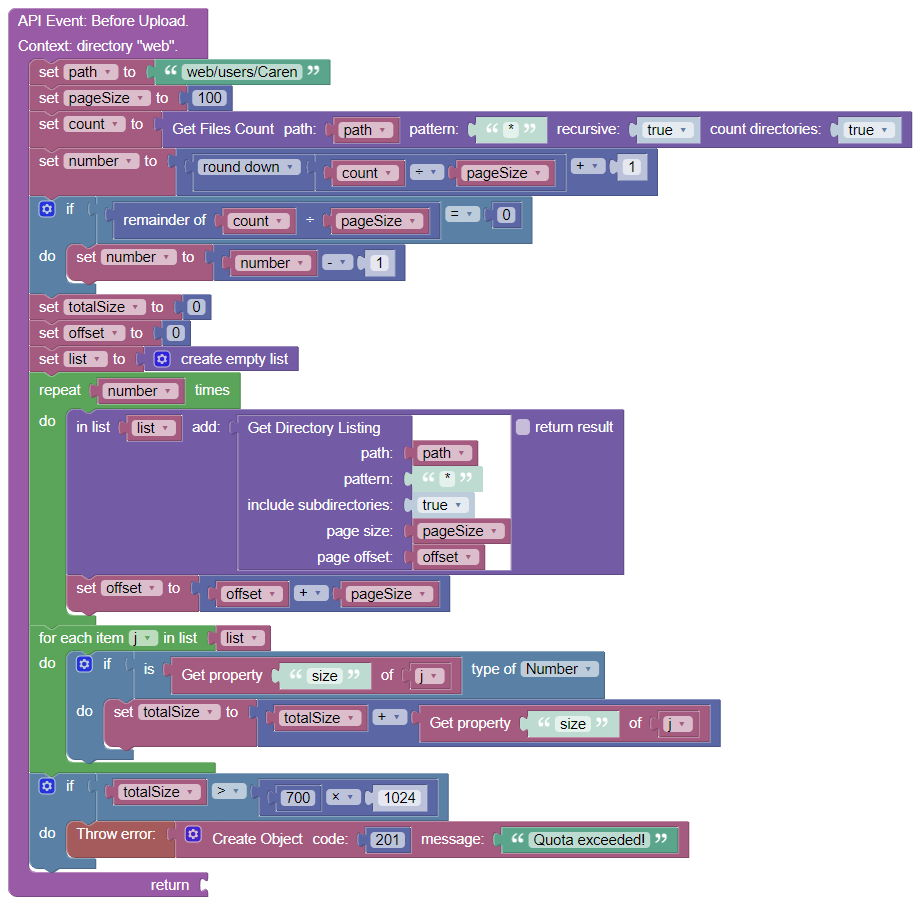 API Event: Before Upload.
Context: directory "web".
set path to “ web/users/Caren ”
set pageSize to 100
set count to Get Files Count path: path pattern: “ * ” recursive: true count directories: true
set number to round down count ÷ pageSize + 1
if remainder of count ÷ pageSize = 0
do set number to number - 1
set totalSize to 0
set offset to 0
set list to create empty list
repeat number times
do in list list add: Get Directory Listing return result
path: path
pattern: “ * ”
include subdirectories: true
page size: pageSize
page offset: offset
set offset to offset + pageSize
for each item j in list list
do if is Get property “ size ” of j type of Number
do set totalSize to totalSize + Get property “ size ” of j
if totalSize > 700 × 1024
do Throw error: Create Object code: 201 message: “ Quota exceeded! ”
return